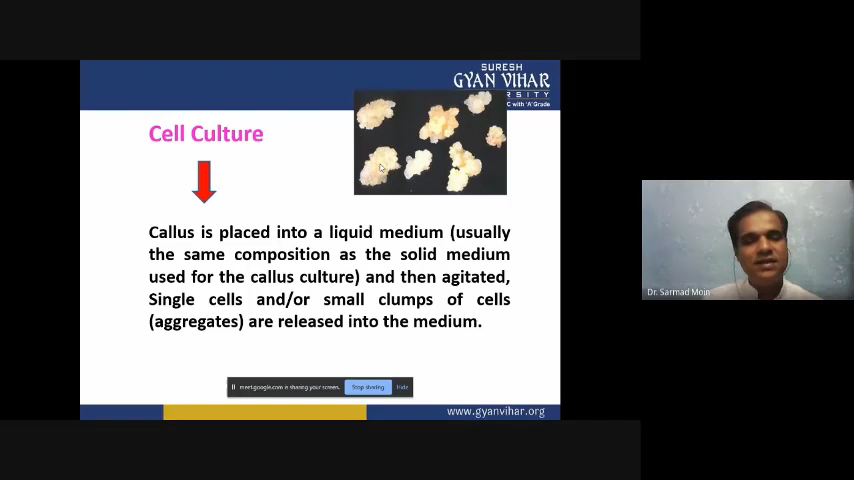 SURESH
GYAN VIHAR
RSITY
C with 'A' Grade
Cell Culture
Callus is placed into a liquid medium (usually
the same composition as the solid medium
used for the callus culture) and then agitated,
Single cells and/or small clumps of cells
(aggregates) are released into the medium.
Dr. Sarmad Moin
meet.google.com is sharing your screen.
Stop sharing
Hide
www.gyanvihar.org